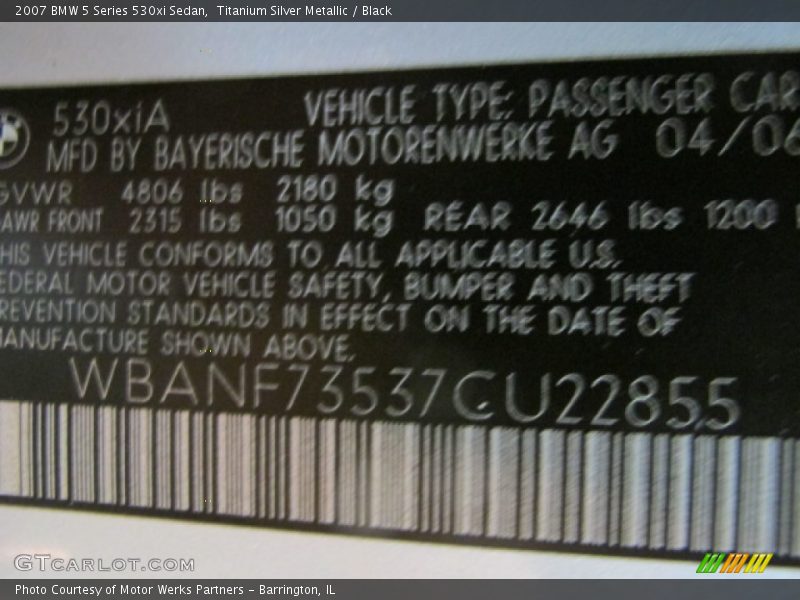 2007 BMW 5 Series 530xi Sedan, Titanium Silver Metallic / Black
530xiA VEHICLE TYPE: PASSENGER CAR
MFD BY BAYERISCHE MOTORENWERKE AG 04/06
GVWR 4806 lbs 2180 kg
GAWR FRONT 2315 lbs 1050 kg REAR 2646 lbs 1200
THIS VEHICLE CONFORMS TO ALL APPLICABLE U.S.
FEDERAL MOTOR VEHICLE SAFETY, BUMPER AND THEFT
PREVENTION STANDARDS IN EFFECT ON THE DATE OF
MANUFACTURE SHOWN ABOVE.
WBANF73537CU22855
GTCARLOT.COM
Photo Courtesy of Motor Werks Partners - Barrington, IL